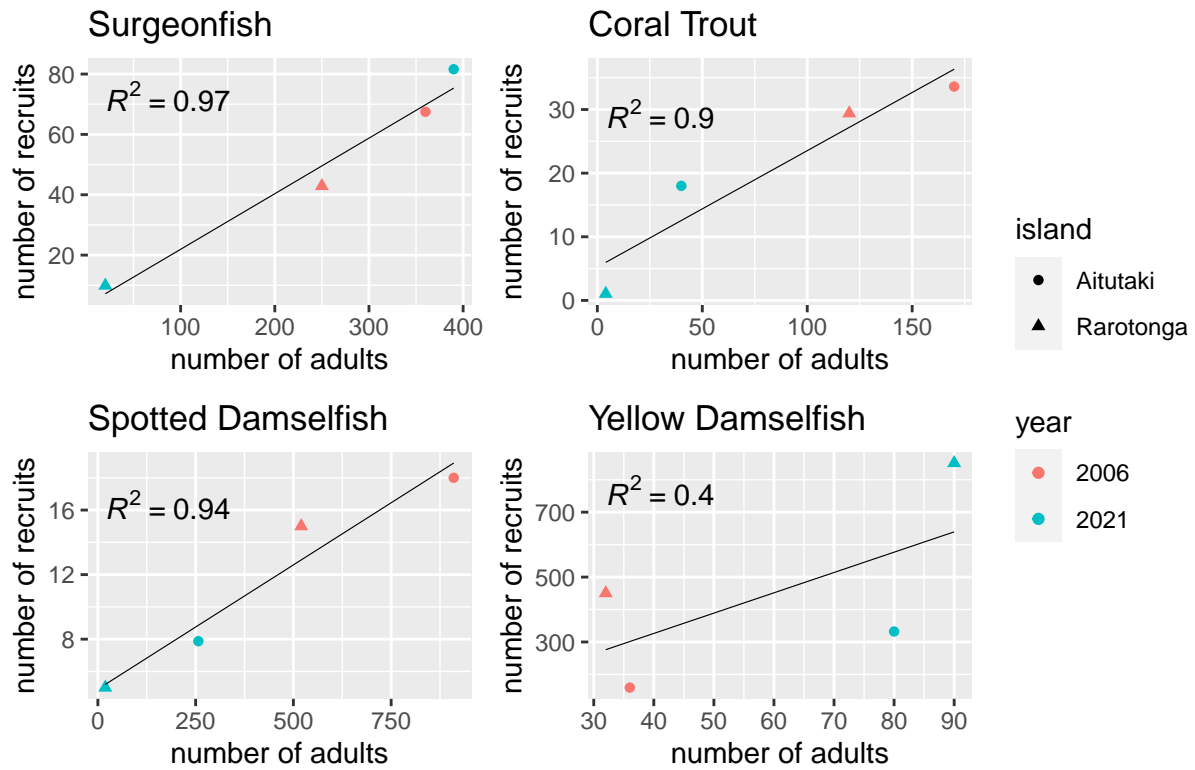 Surgeonfish
number of recruits
80
60
40
20
R² = 0.97
100 200 300 400
number of adults
Coral Trout
number of recruits
30
20
10
0
R² = 0.9
0 50 100 150
number of adults
Spotted Damselfish
number of recruits
16
12
8
R² = 0.94
0 250 500 750
number of adults
Yellow Damselfish
number of recruits
700
500
300
R² = 0.4
30 40 50 60 70 80 90
number of adults
island
Aitutaki
Rarotonga
year
2006
2021